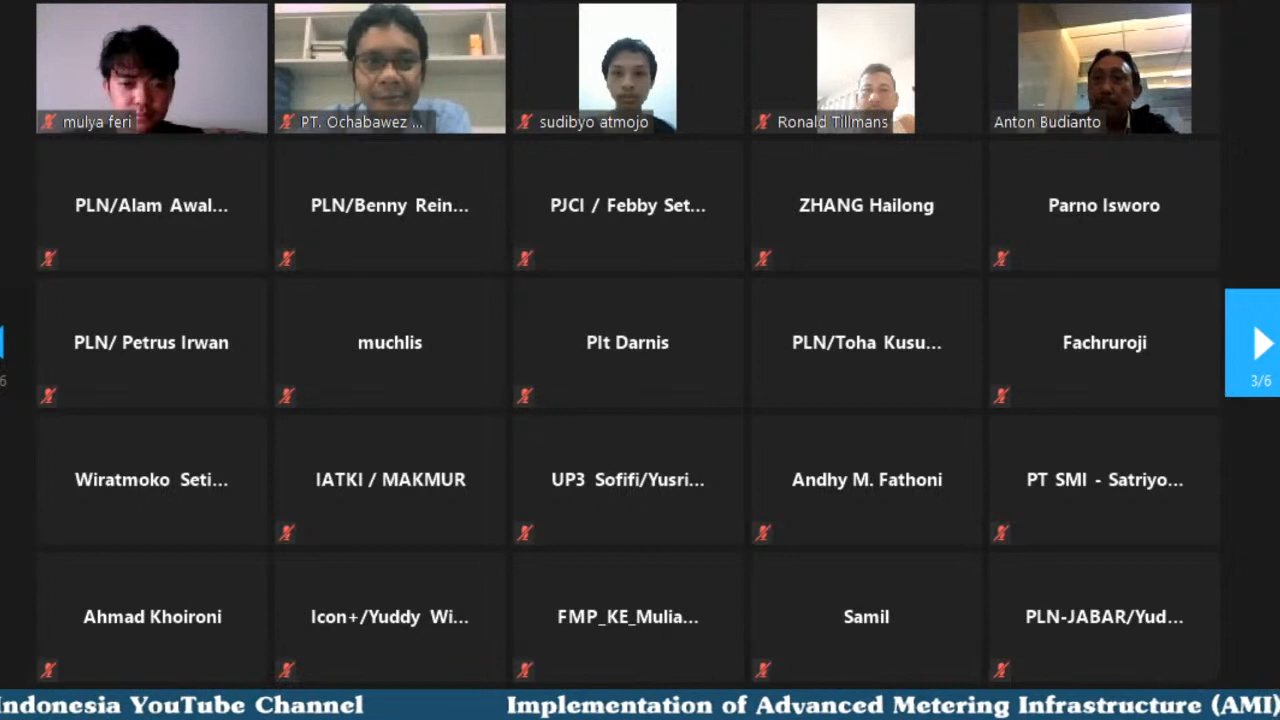 mulya feri
PT. Ochabawez ...
sudibyo atmojo
Ronald Tillmans
Anton Budianto
PLN/Alam Awal...
PLN/Benny Rein...
PJCI / Febby Set...
ZHANG Hailong
Parno Isworo
PLN/ Petrus Irwan
muchlis
Plt Darnis
PLN/Toha Kusu...
Fachruroji
6
3/6
Wiratmoko Seti...
IATKI / MAKMUR
UP3 Sofifi/Yusri...
Andhy M. Fathoni
PT SMI - Satriyo...
Ahmad Khoironi
Icon+/Yuddy Wi...
FMP_KE_Mulia...
Samil
PLN-JABAR/Yud...
Indonesia YouTube Channel
Implementation of Advanced Metering Infrastructure (AMI)